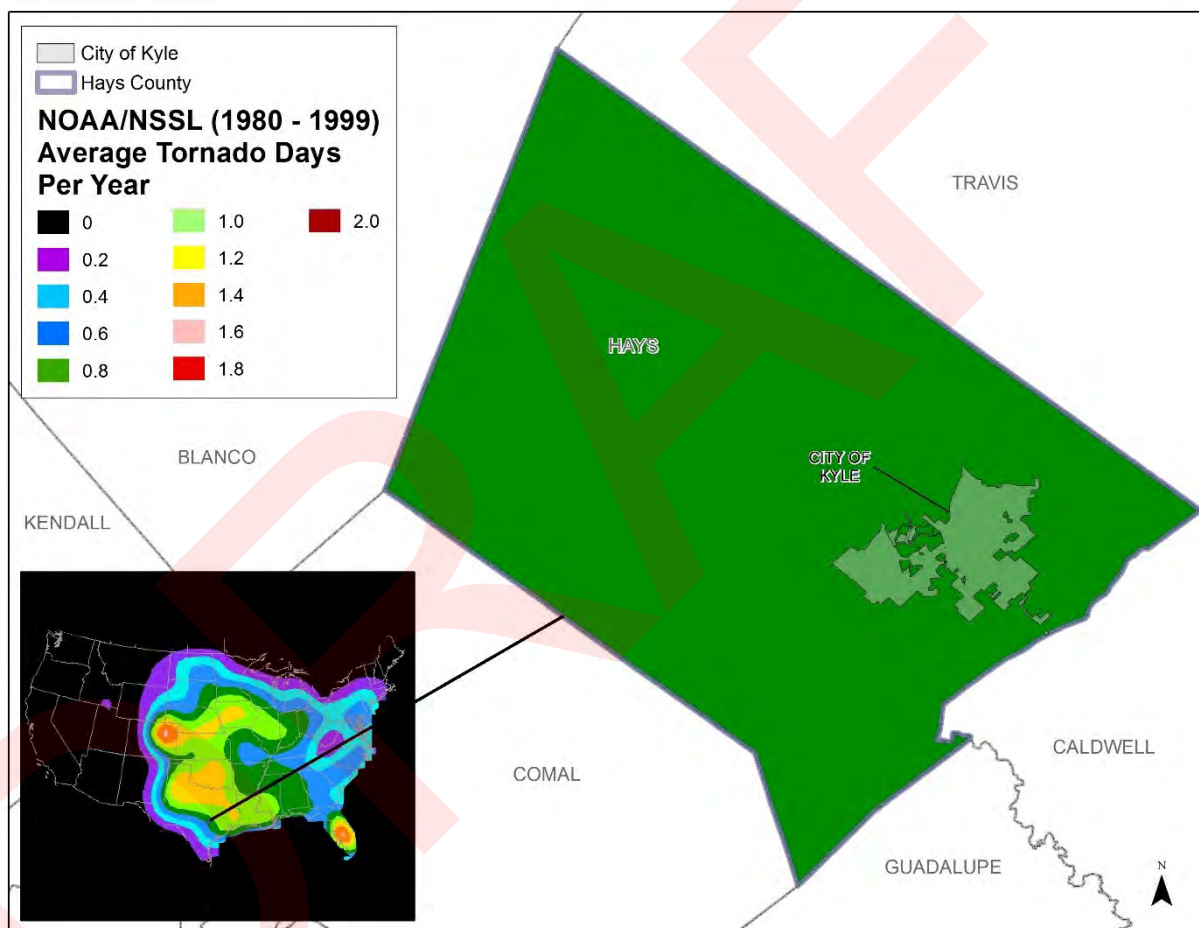 City of Kyle
Hays County
NOAA/NSSL (1980 - 1999)
Average Tornado Days
Per Year
0
0.2
0.4
0.6
0.8
1.0
1.2
1.4
1.6
1.8
2.0
TRAVIS
HAYS
CITY OF
KYLE
BLANCO
KENDALL
COMAL
CALDWELL
GUADALUPE
N
DRAFT